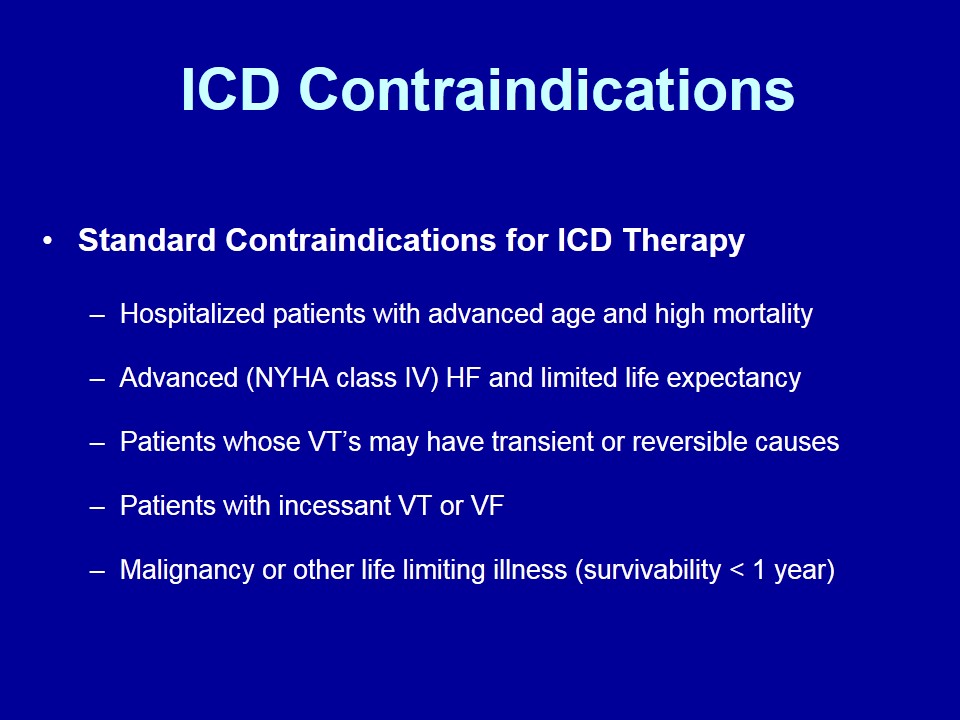 ICD Contraindications
• Standard Contraindications for ICD Therapy
– Hospitalized patients with advanced age and high mortality
– Advanced (NYHA class IV) HF and limited life expectancy
– Patients whose VT’s may have transient or reversible causes
– Patients with incessant VT or VF
– Malignancy or other life limiting illness (survivability < 1 year)